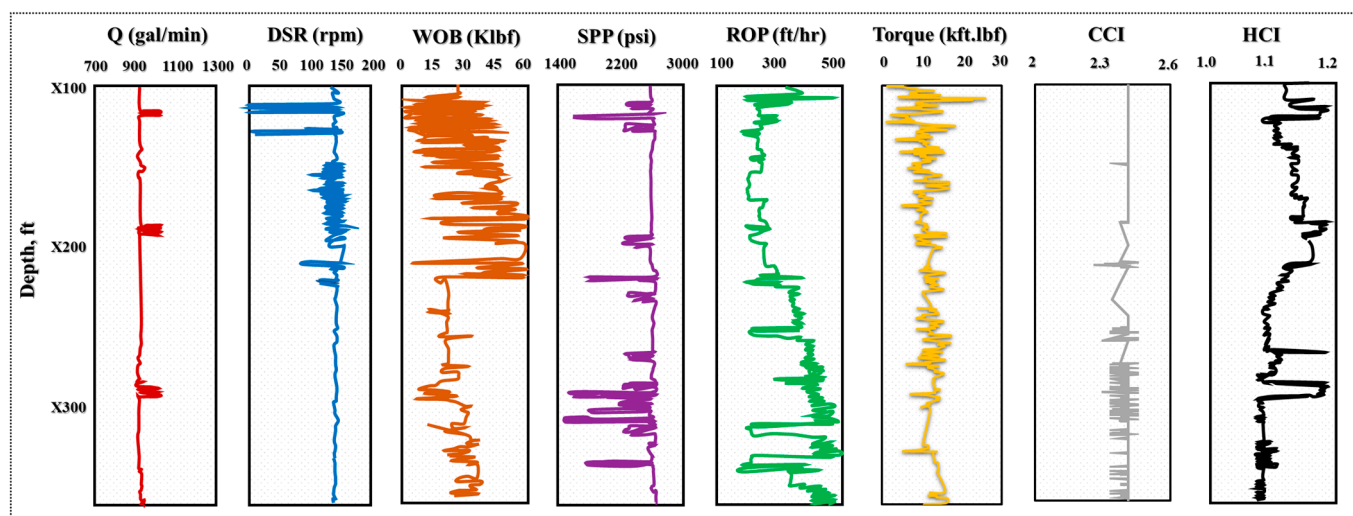 Q (gal/min) DSR (rpm) WOB (Klbf) SPP (psi) ROP (ft/hr) Torque (kft.lbf) CCI HCI
700 900 1100 1300 0 50 100 150 200 0 15 30 45 60 1400 2200 3000 100 300 500 0 10 20 30 2 2.3 2.6 1.0 1.1 1.2
X100
X200
Depth, ft
X300